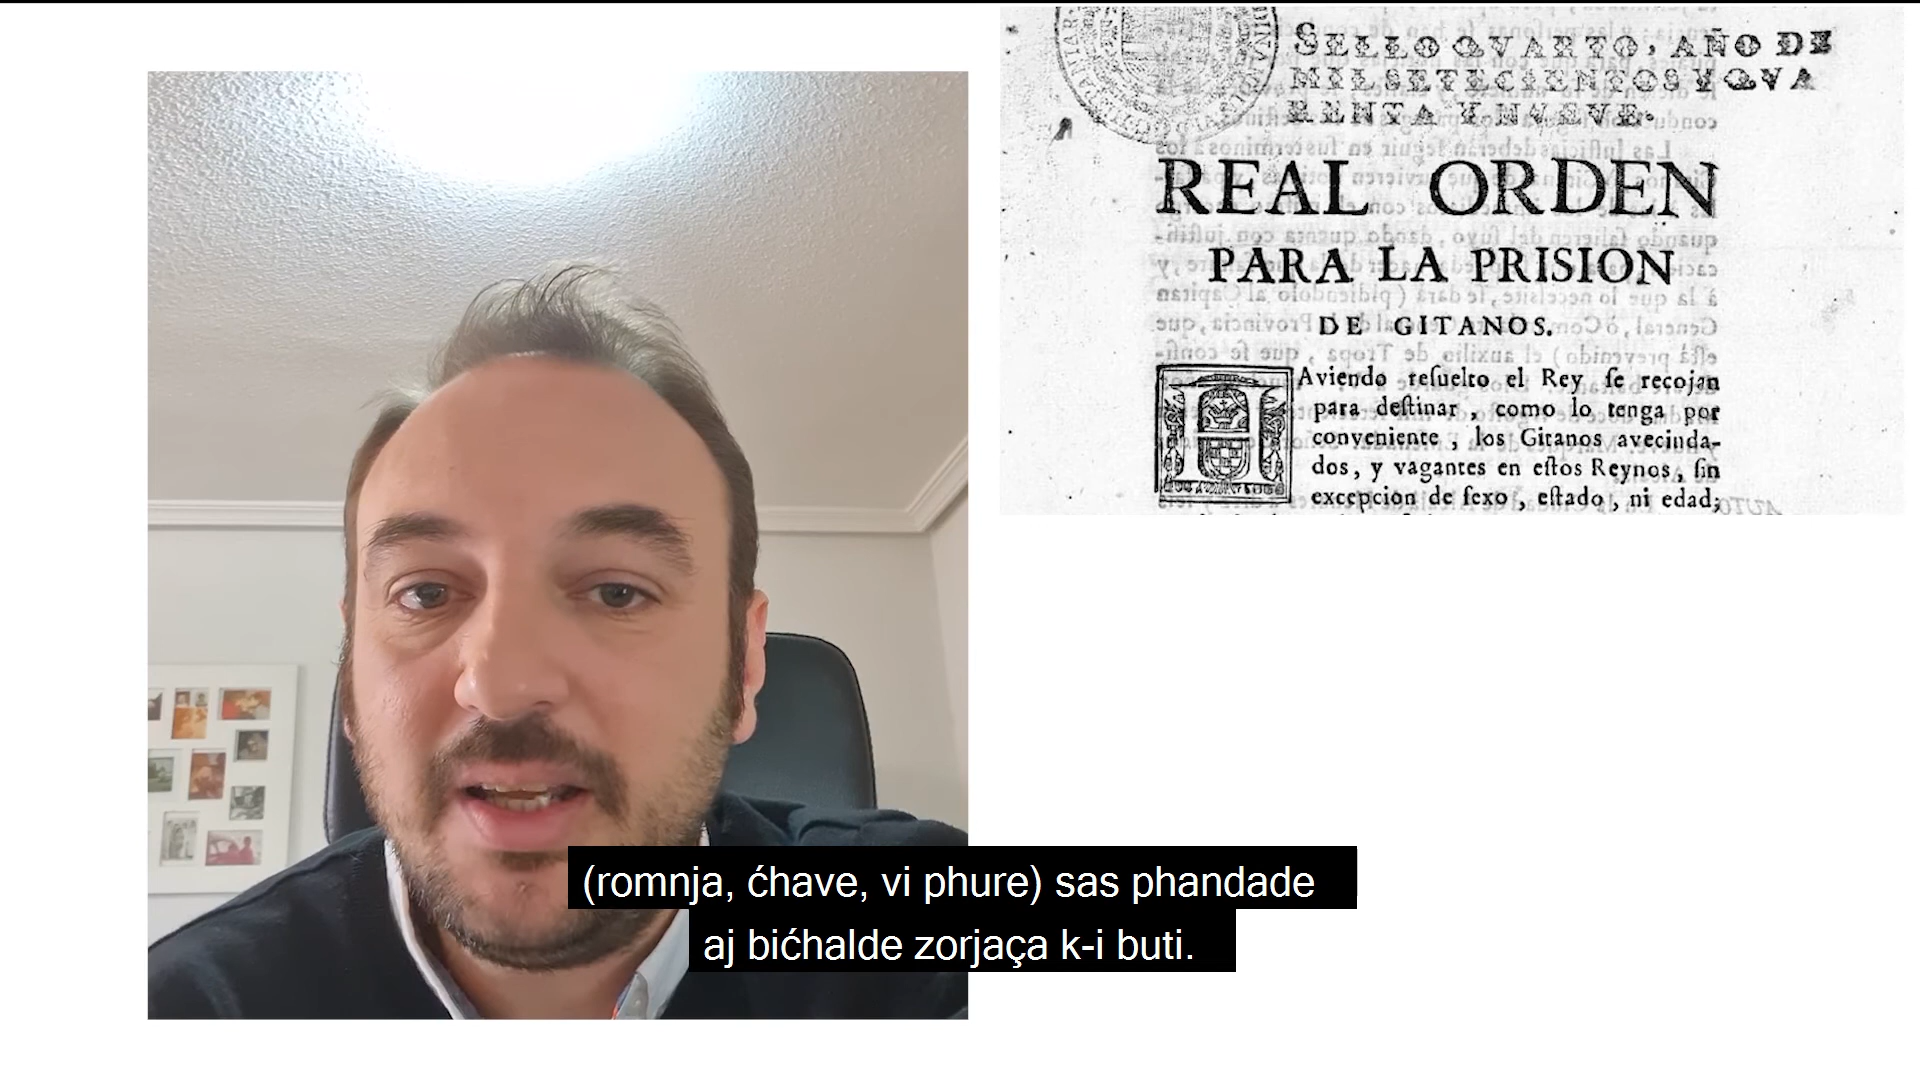 SELLO QVARTO, AÑO DE
MIL SETECIENTOS Y QVA
RENTA Y NUEVE.
REAL ORDEN
PARA LA PRISION
DE GITANOS.
Aviendo reſuelto el Rey ſe recojan
para deſtinar, como lo tenga por
conveniente, los Gitanos avecinda-
dos, y vagantes en eſtos Reynos, ſin
excepcion de ſexo, eſtado, ni edad;
(romnja, ćhave, vi phure) sas phandade
aj bićhalde zorjaça k-i buti.